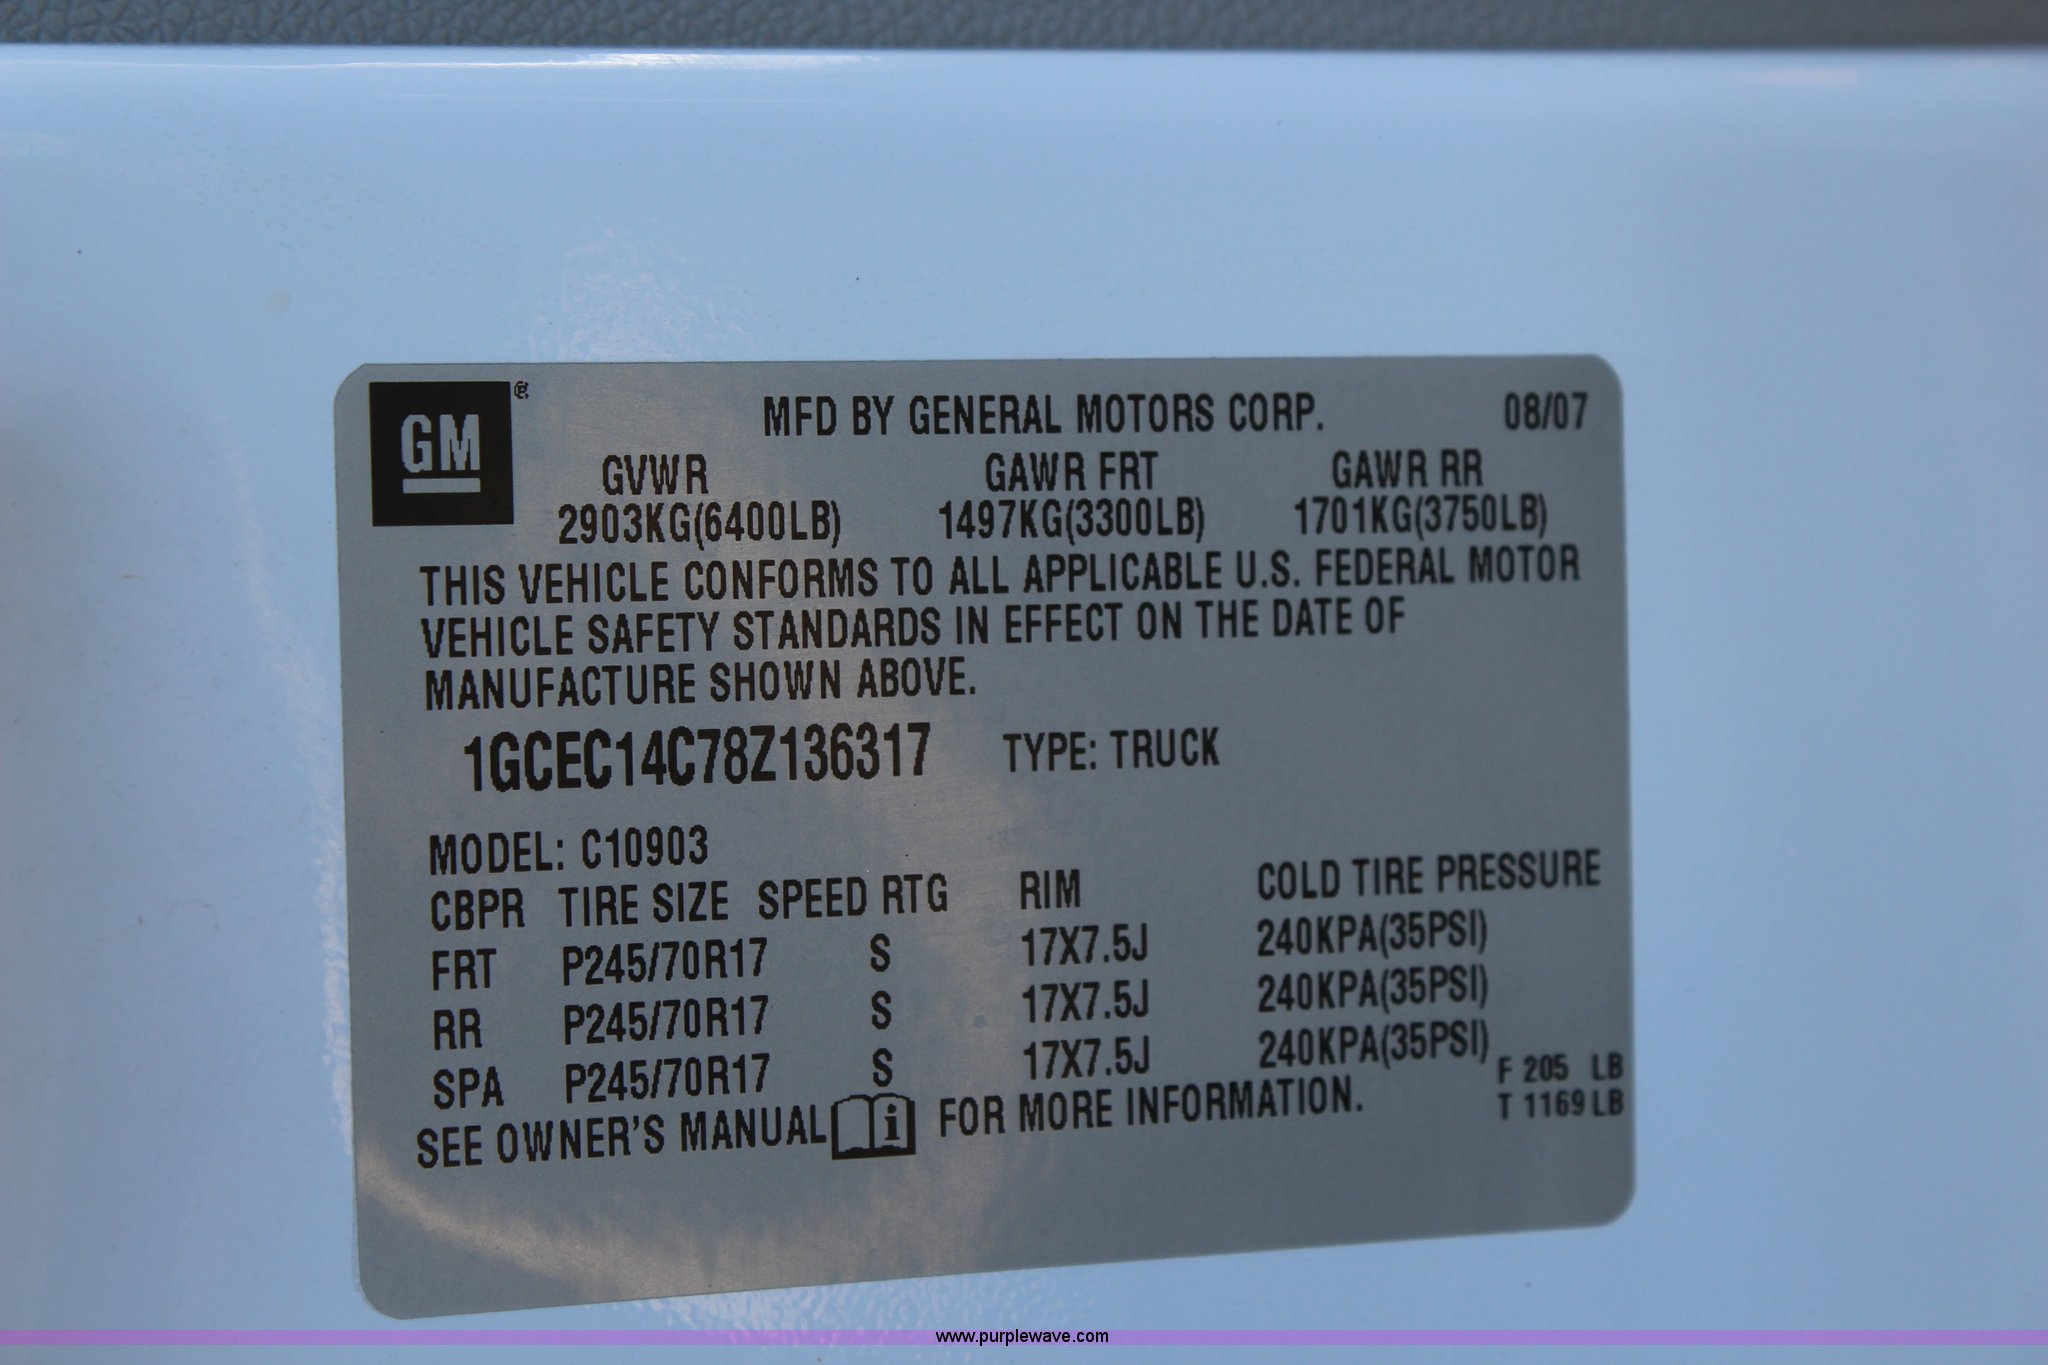 GM ®
MFD BY GENERAL MOTORS CORP. 08/07
GVWR GAWR FRT GAWR RR
2903KG(6400LB) 1497KG(3300LB) 1701KG(3750LB)
THIS VEHICLE CONFORMS TO ALL APPLICABLE U.S. FEDERAL MOTOR
VEHICLE SAFETY STANDARDS IN EFFECT ON THE DATE OF
MANUFACTURE SHOWN ABOVE.
1GCEC14C78Z136317 TYPE: TRUCK
MODEL: C10903
CBPR TIRE SIZE SPEED RTG RIM COLD TIRE PRESSURE
FRT P245/70R17 S 17X7.5J 240KPA(35PSI)
RR P245/70R17 S 17X7.5J 240KPA(35PSI)
SPA P245/70R17 S 17X7.5J 240KPA(35PSI)
F 205 LB
T 1169 LB
SEE OWNER'S MANUAL i FOR MORE INFORMATION.
www.purplewave.com